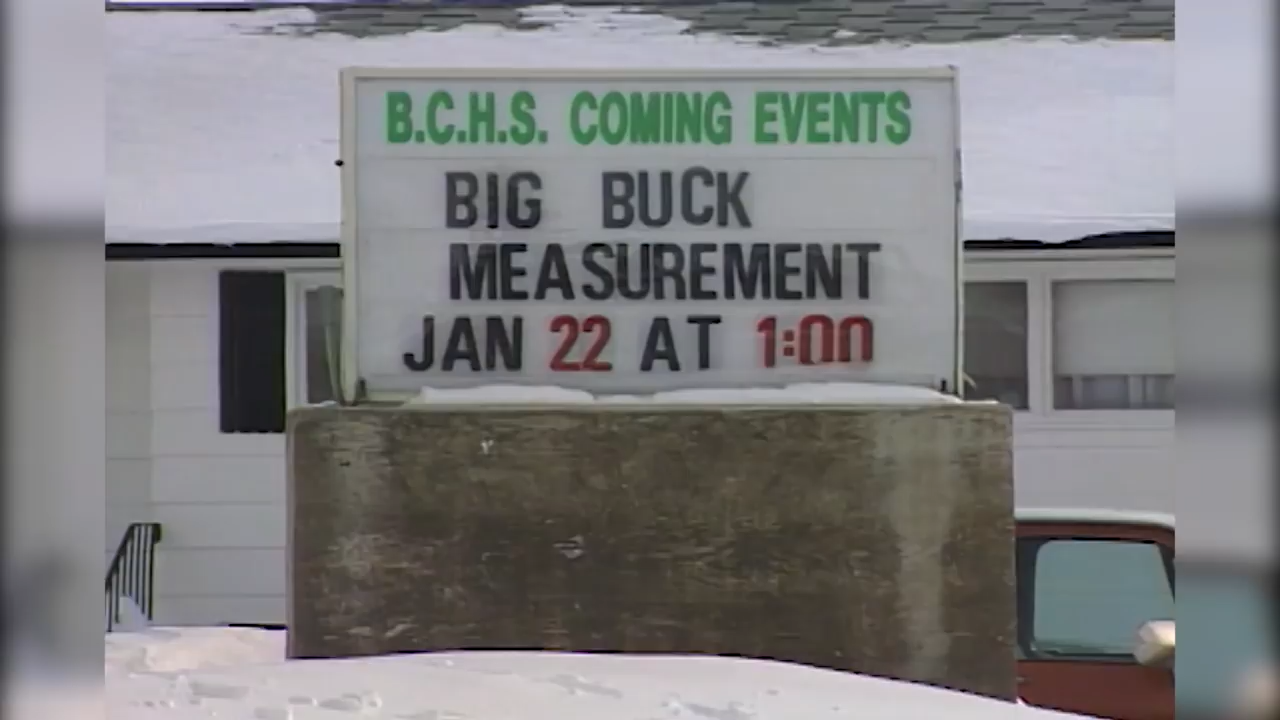 B.C.H.S. COMING EVENTS
BIG BUCK
MEASUREMENT
JAN 22 AT 1:00